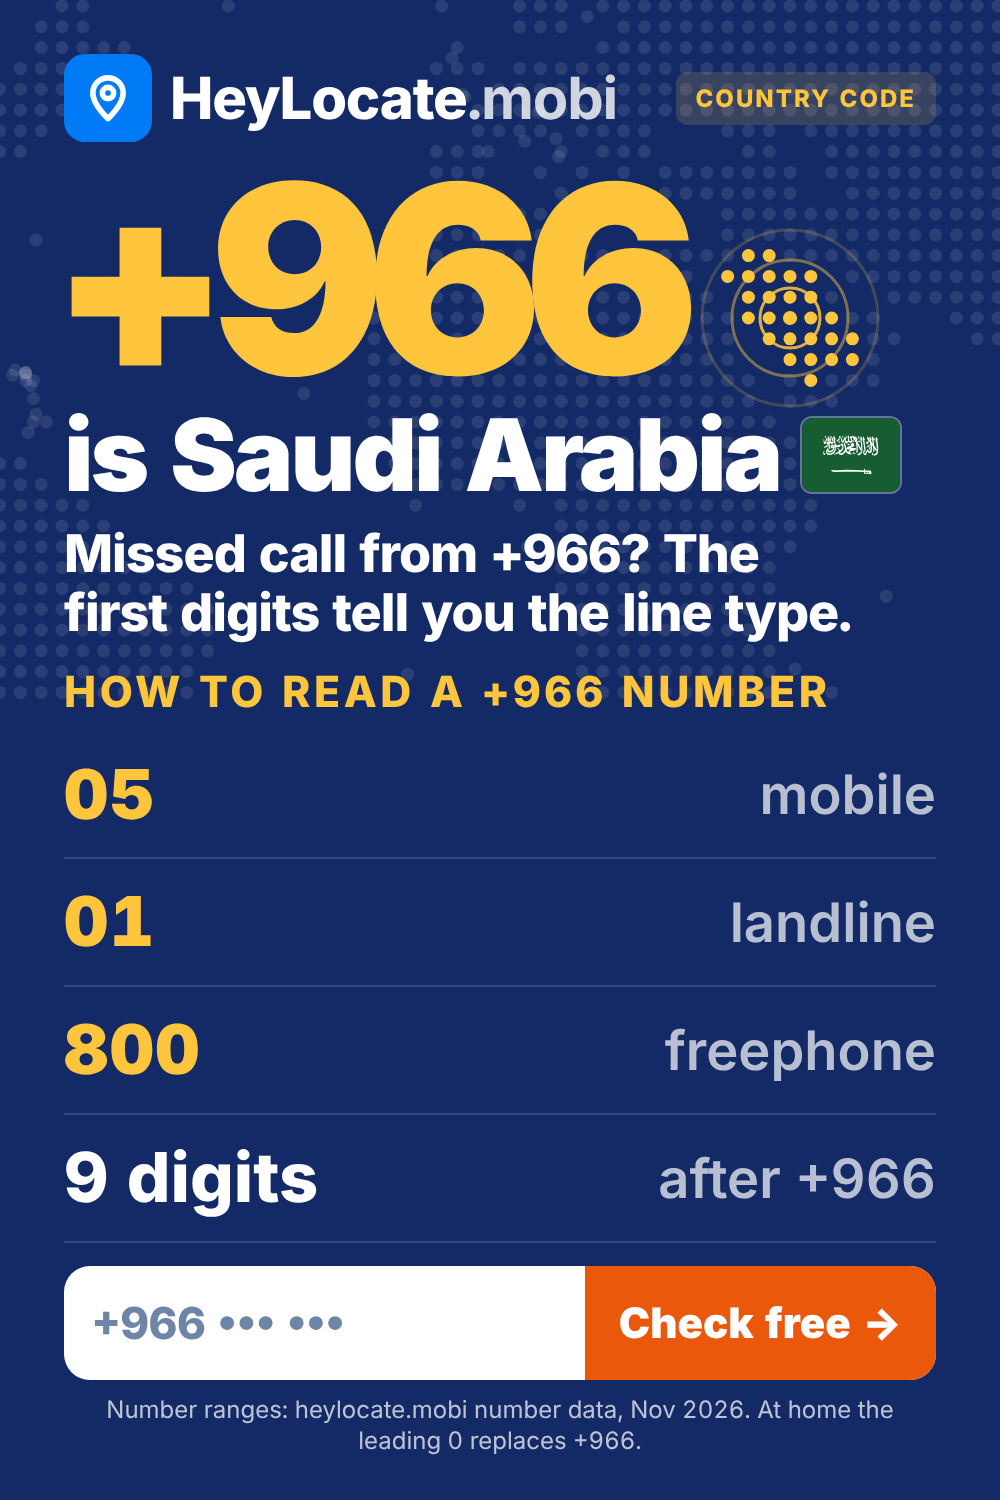 HeyLocate.mobi
COUNTRY CODE
+966
is Saudi Arabia
Missed call from +966? The
first digits tell you the line type.
HOW TO READ A +966 NUMBER
05 mobile
01 landline
800 freephone
9 digits after +966
+966 ••• •••
Check free →
Number ranges: heylocate.mobi number data, Nov 2026. At home the
leading 0 replaces +966.